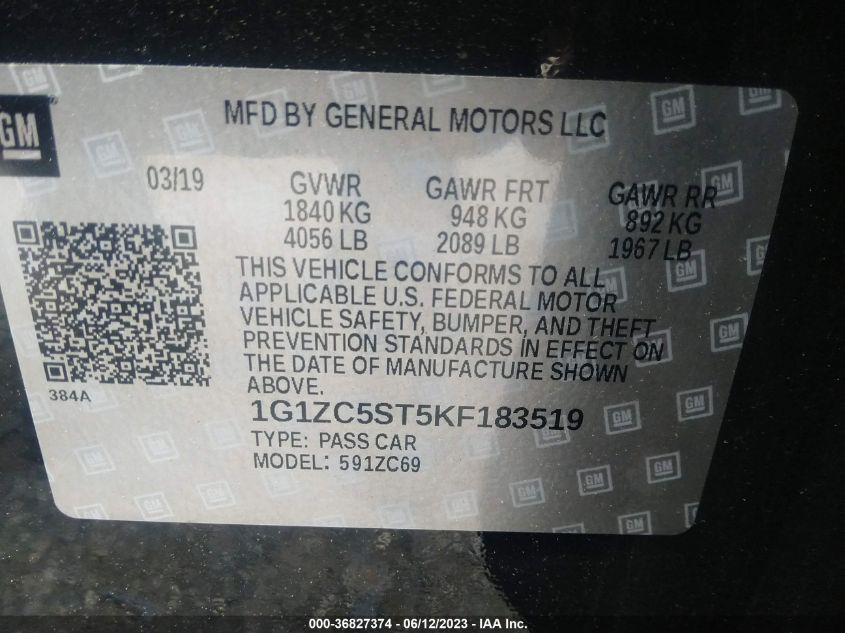 GM
MFD BY GENERAL MOTORS LLC
03/19
GVWR
1840 KG
4056 LB
GAWR FRT
948 KG
2089 LB
GAWR RR
892 KG
1967 LB
THIS VEHICLE CONFORMS TO ALL
APPLICABLE U.S. FEDERAL MOTOR
VEHICLE SAFETY, BUMPER, AND THEFT
PREVENTION STANDARDS IN EFFECT ON
THE DATE OF MANUFACTURE SHOWN
ABOVE.
384A
1G1ZC5ST5KF183519
TYPE: PASS CAR
MODEL: 591ZC69
000-36827374 - 06/12/2023 - IAA Inc.